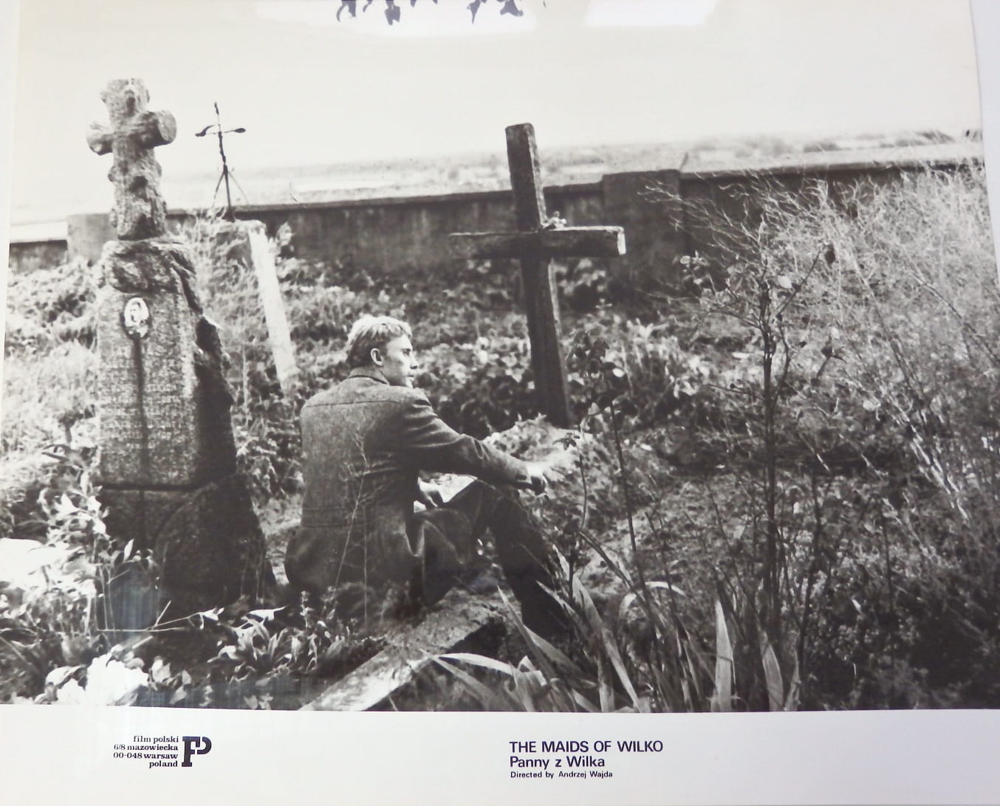 film polski
6/8 mazowiecka
00-048 warsaw
poland
FP
THE MAIDS OF WILKO
Panny z Wilka
Directed by Andrzej Wajda